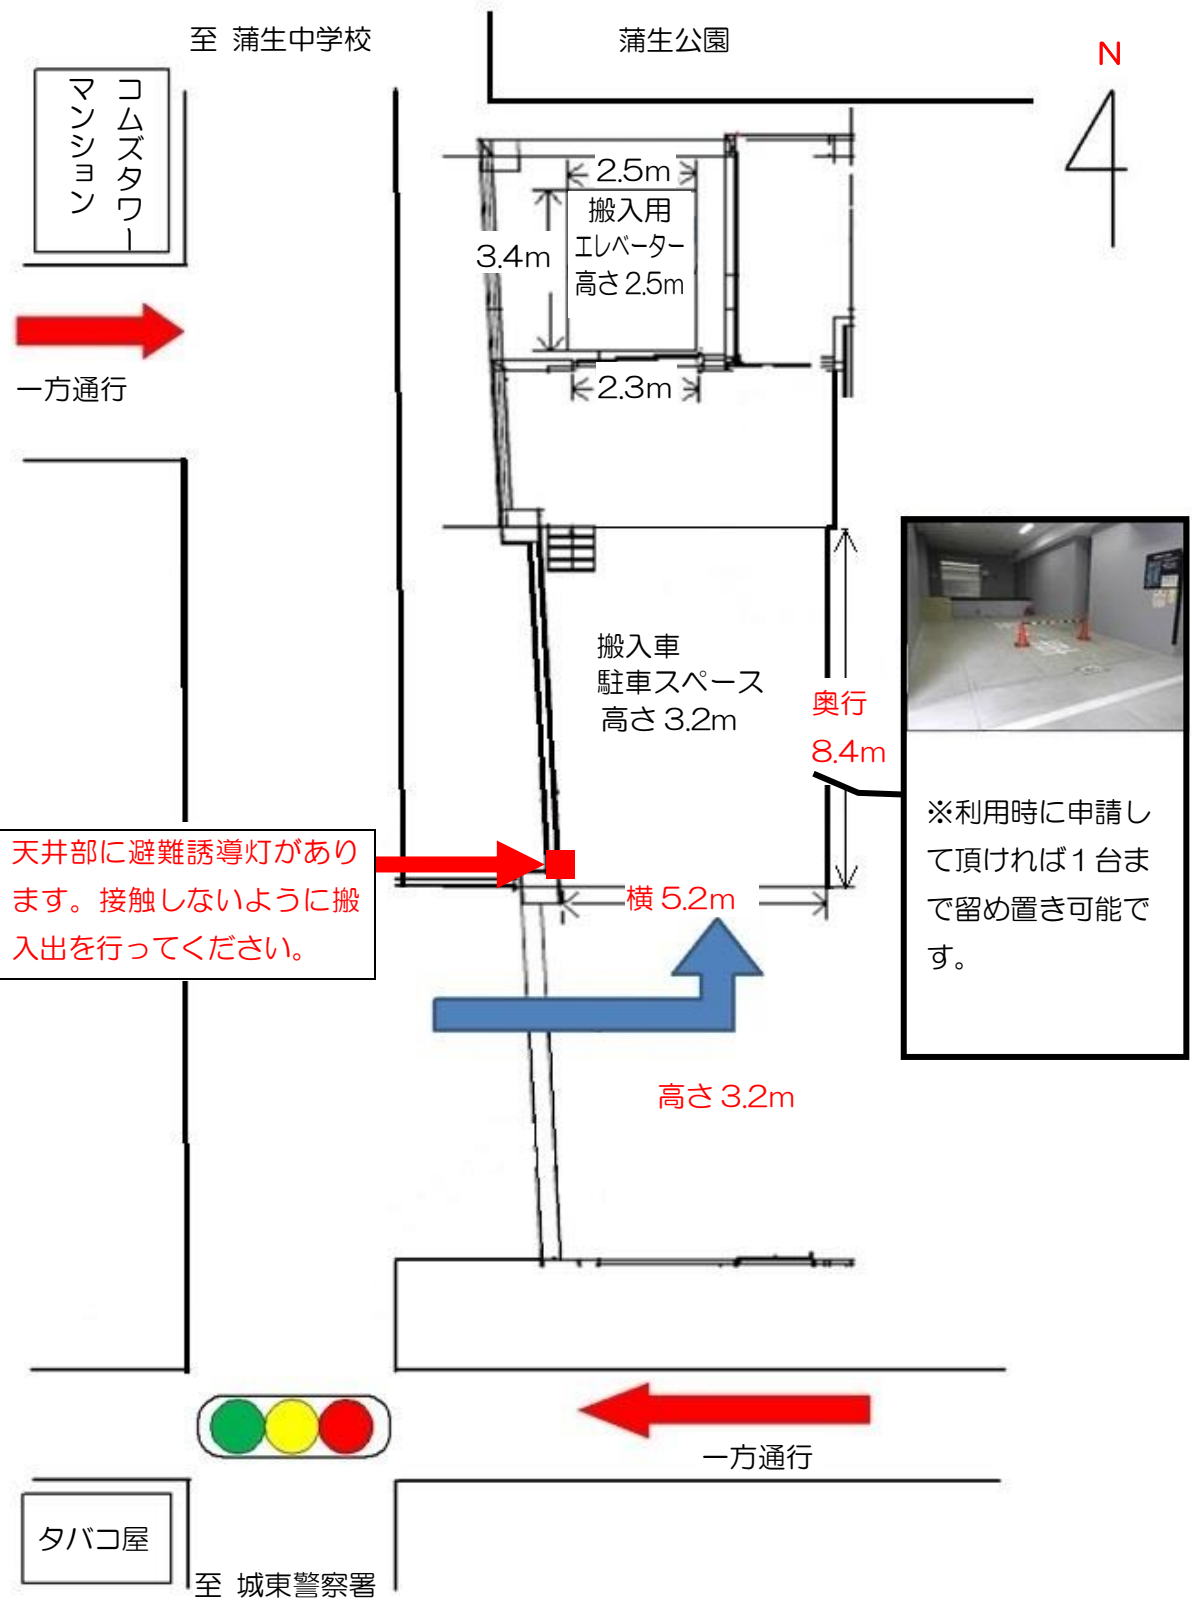 至 蒲生中学校
蒲生公園
N
コムズタワー
マンション
2.5m
搬入用
エレベーター
高さ2.5m
3.4m
2.3m
一方通行
搬入車
駐車スペース
高さ3.2m
奥行
8.4m
※利用時に申請し
て頂ければ1台ま
で留め置き可能で
す。
天井部に避難誘導灯があり
ます。接触しないように搬
入出を行ってください。
横5.2m
高さ3.2m
一方通行
タバコ屋
至 城東警察署